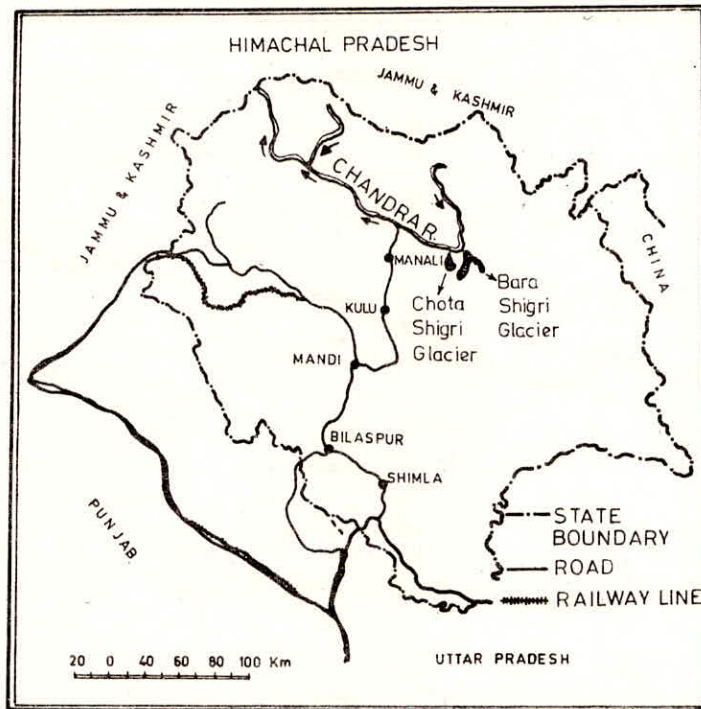 HIMACHAL PRADESH
JAMMU & KASHMIR
JAMMU & KASHMIR
CHANDRA R.
CHINA
MANALI
KULU
Chota
Shigri
Glacier
Bara
Shigri
Glacier
MANDI
BILASPUR
SHIMLA
PUNJAB
STATE
BOUNDARY
ROAD
RAILWAY LINE
20 0 40 60 80 100 Km
UTTAR PRADESH